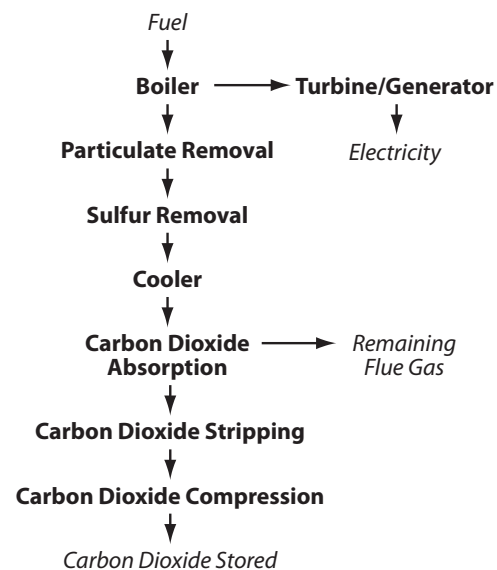 Fuel
Boiler
Turbine/Generator
Particulate Removal
Electricity
Sulfur Removal
Cooler
Carbon Dioxide
Absorption
Remaining
Flue Gas
Carbon Dioxide Stripping
Carbon Dioxide Compression
Carbon Dioxide Stored